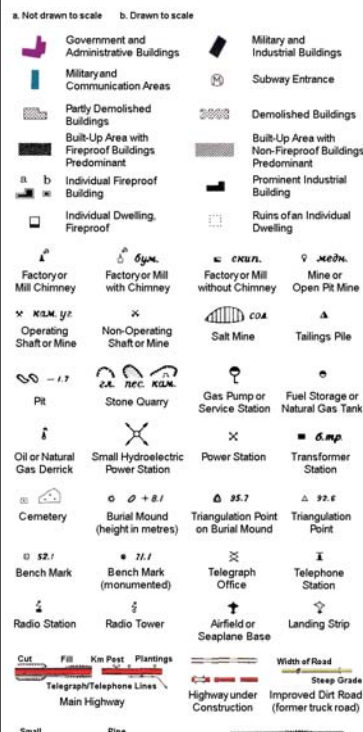 a. Not drawn to scale b. Drawn to scale
Government and
Administrative Buildings
Military and
Industrial Buildings
Military and
Communication Areas
M
Subway Entrance
Partly Demolished
Buildings
Demolished Buildings
Built-Up Area with
Fireproof Buildings
Predominant
Built-Up Area with
Non-Fireproof Buildings
Predominant
a b
Individual Fireproof
Building
Prominent Industrial
Building
Individual Dwelling,
Fireproof
Ruins of an Individual
Dwelling
бум. скип. медн.
Factory or
Mill Chimney
Factory or Mill
with Chimney
Factory or Mill
without Chimney
Mine or
Open Pit Mine
кам. уг. сол.
Operating
Shaft or Mine
Non-Operating
Shaft or Mine
Salt Mine
Tailings Pile
-1.7
гл. пес. кам.
Pit
Stone Quarry
Gas Pump or
Service Station
Fuel Storage or
Natural Gas Tank
б.тр.
Oil or Natural
Gas Derrick
Small Hydroelectric
Power Station
Power Station
Transformer
Station
+8.1 95.7 92.6
Cemetery
Burial Mound
(height in metres)
Triangulation Point
on Burial Mound
Triangulation
Point
52.1 71.1
Bench Mark
Bench Mark
(monumented)
Telegraph
Office
Telephone
Station
Radio Station
Radio Tower
Airfield or
Seaplane Base
Landing Strip
Cut Fill Km Post Plantings
Telegraph/Telephone Lines
Main Highway
Highway under
Construction
Width of Road
Steep Grade
Improved Dirt Road
(former truck road)
Small